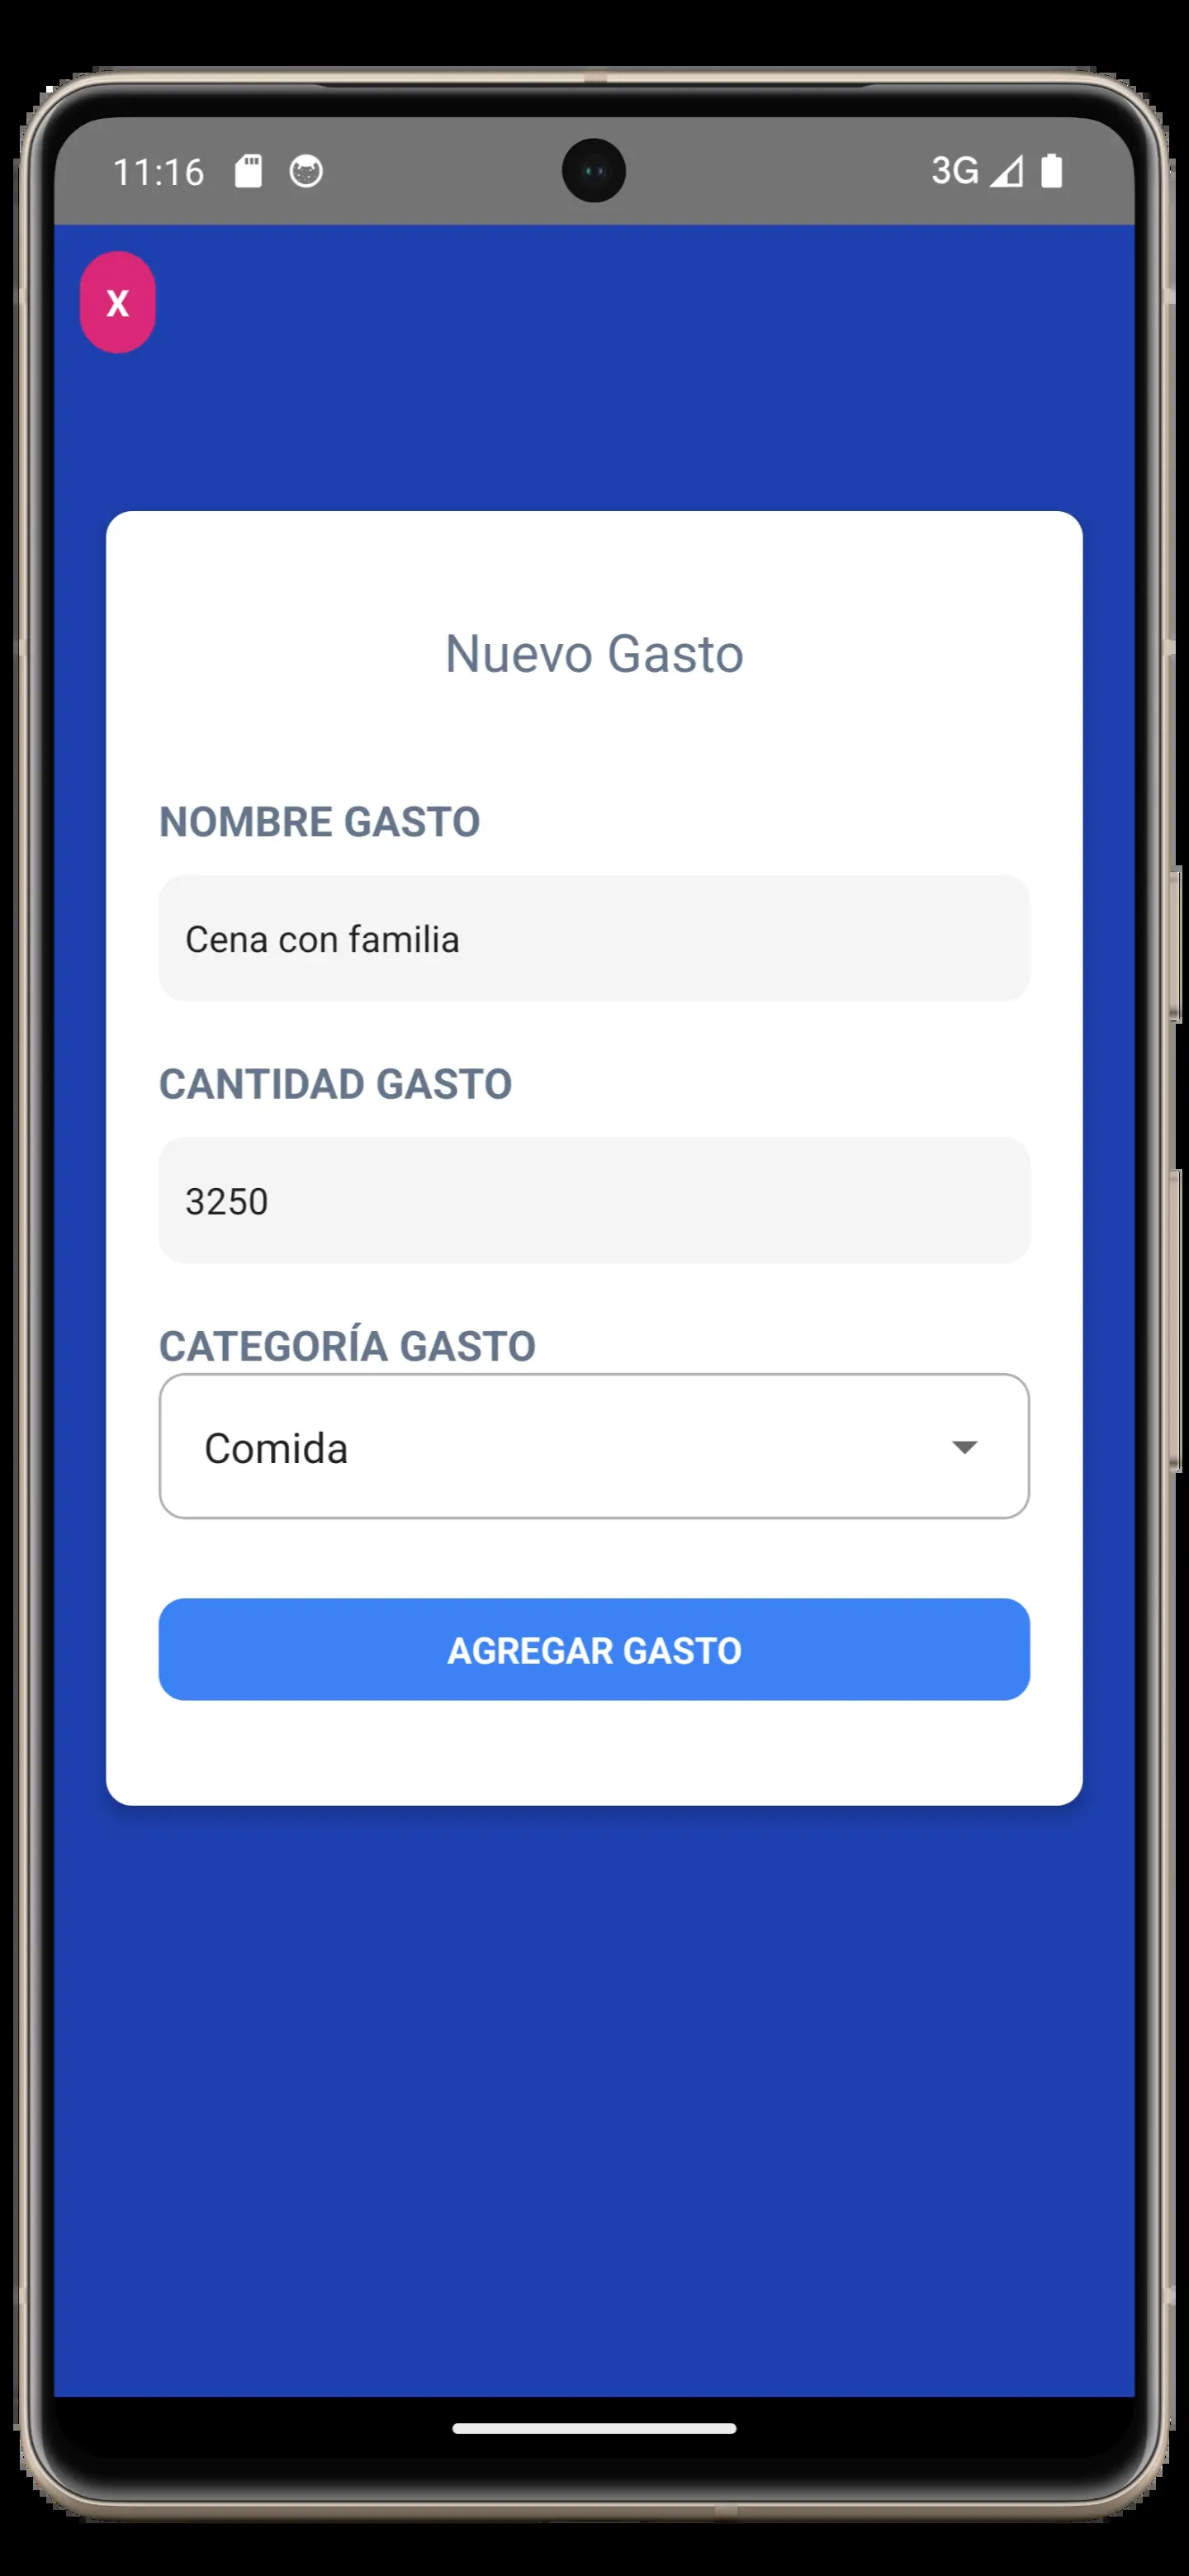 11:16
3G
X
Nuevo Gasto
NOMBRE GASTO
Cena con familia
CANTIDAD GASTO
3250
CATEGORÍA GASTO
Comida
AGREGAR GASTO